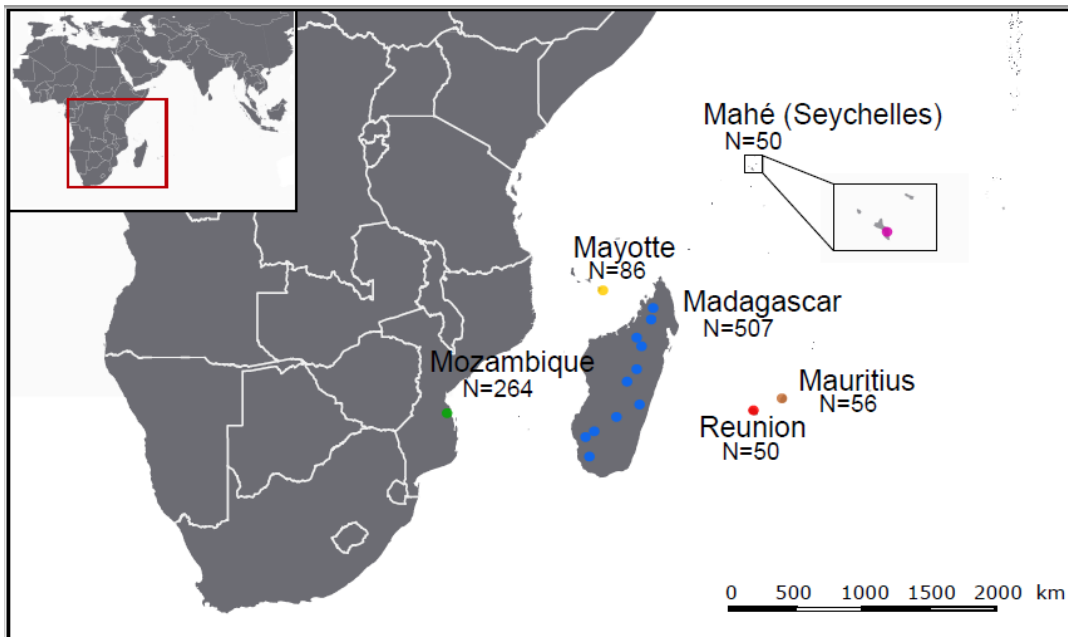 Mahé (Seychelles)
N=50
Mayotte
N=86
Madagascar
N=507
Mozambique
N=264
Mauritius
N=56
Reunion
N=50
0 500 1000 1500 2000 km